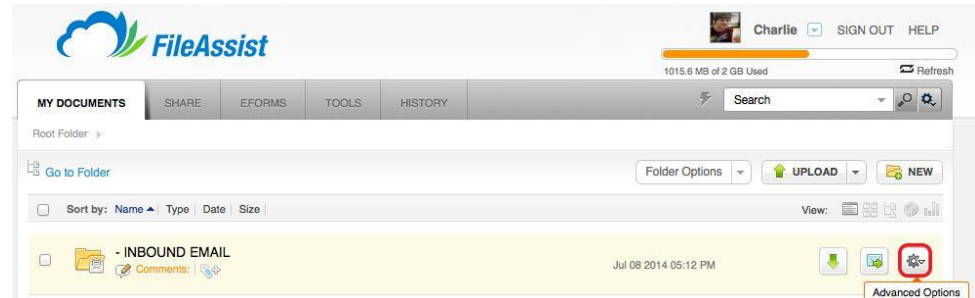 FileAssist
Charlie SIGN OUT HELP
1015.6 MB of 2 GB Used Refresh
MY DOCUMENTS SHARE EFORMS TOOLS HISTORY Search
Root Folder
Go to Folder Folder Options UPLOAD NEW
Sort by: Name Type Date Size View:
- INBOUND EMAIL
Comments:
Jul 08 2014 05:12 PM
Advanced Options